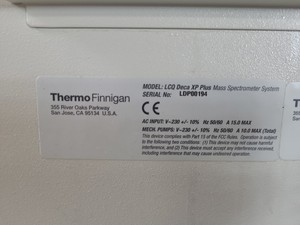 MODEL: LCQ Deca XP Plus Mass Spectrometer System
SERIAL No: LDP00194
ThermoFinnigan
355 River Oaks Parkway
San Jose, CA 95134 U.S.A.
CE
AC INPUT: V~230 +/- 10% Hz 50/60 A 10.0 MAX
MECH. PUMPS: V~230 +/- 10% Hz 50/60 A 10.0 MAX (Total)
This device complies with Part 15 of the FCC Rules. Operation is subject
to the following two conditions: (1) This device may not cause harmful
interference, and (2) This device must accept any interference, including
interference that may cause undesired operation.